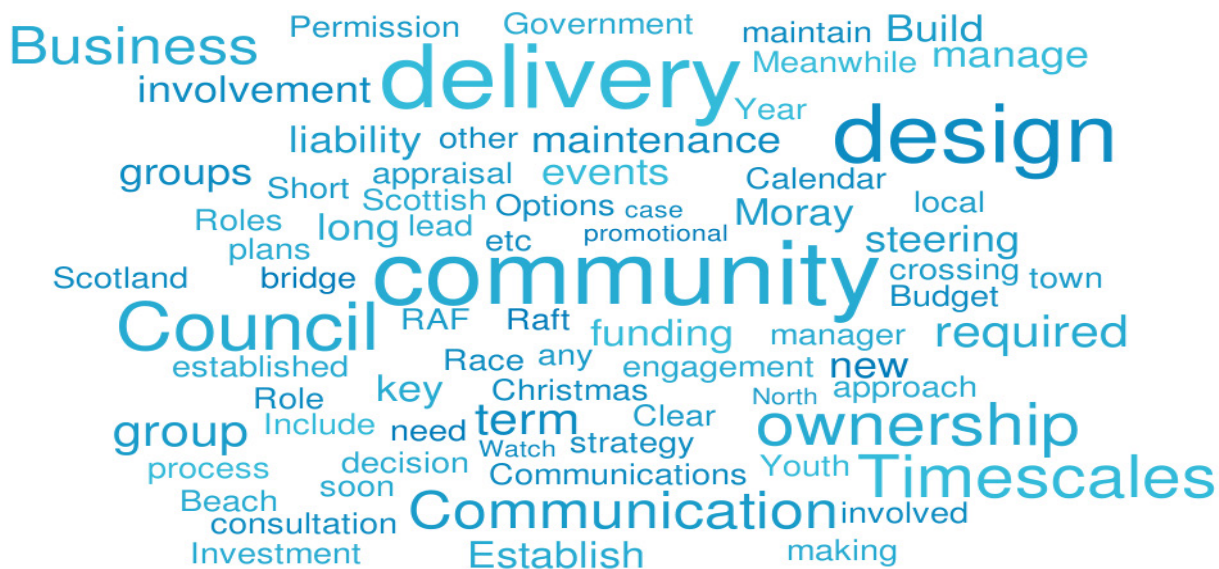 Business Permission Government maintain Build
involvement delivery Meanwhile manage
Year
liability other maintenance design
groups Short appraisal events Calendar
Scottish Options case Moray local
Roles long lead etc promotional steering
plans
Scotland bridge community crossing town
Budget
Council RAF Raft funding manager required
established Race any engagement new
Role key Christmas North approach
group Include need term Clear ownership
Watch strategy
process decision Communications Youth Timescales
Beach soon
consultation Communication involved
Investment Establish making